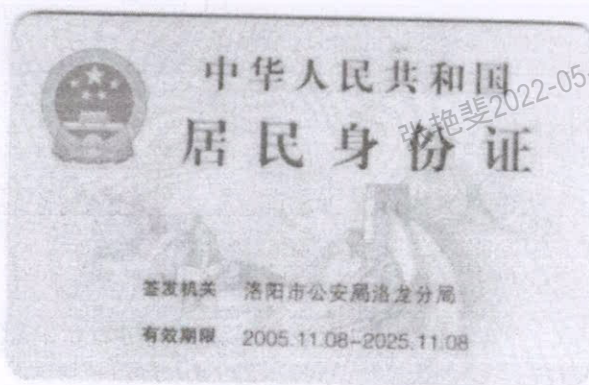 中华人民共和国
居民身份证
张艳斐2022-05
签发机关 洛阳市公安局洛龙分局
有效期限 2005.11.08-2025.11.08